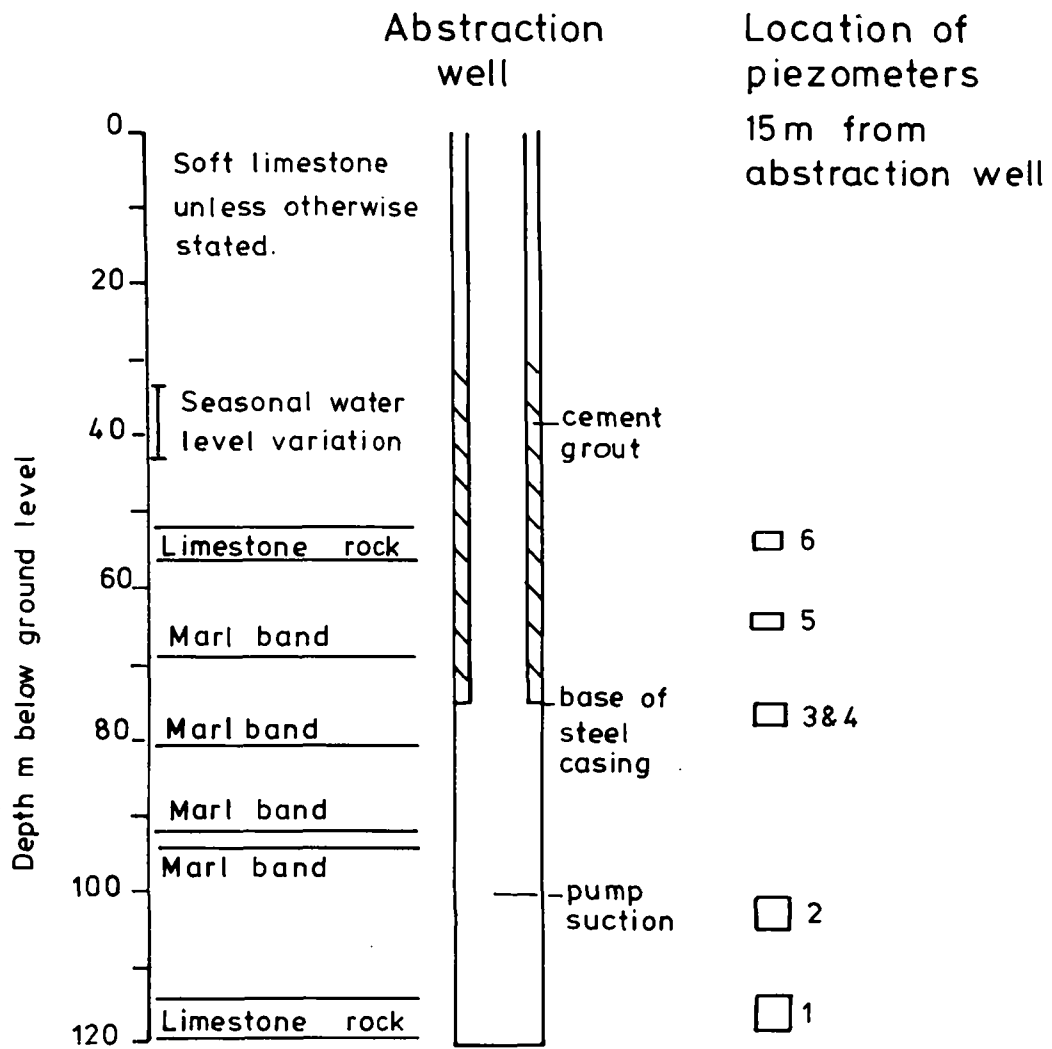 Abstraction
well
Location of
piezometers
15m from
abstraction well
0
20
40
60
80
100
120
Depth m below ground level
Soft limestone
unless otherwise
stated.
Seasonal water
level variation
Limestone rock
Marl band
Marl band
Marl band
Marl band
Limestone rock
cement
grout
base of
steel
casing
pump
suction
6
5
3&4
2
1